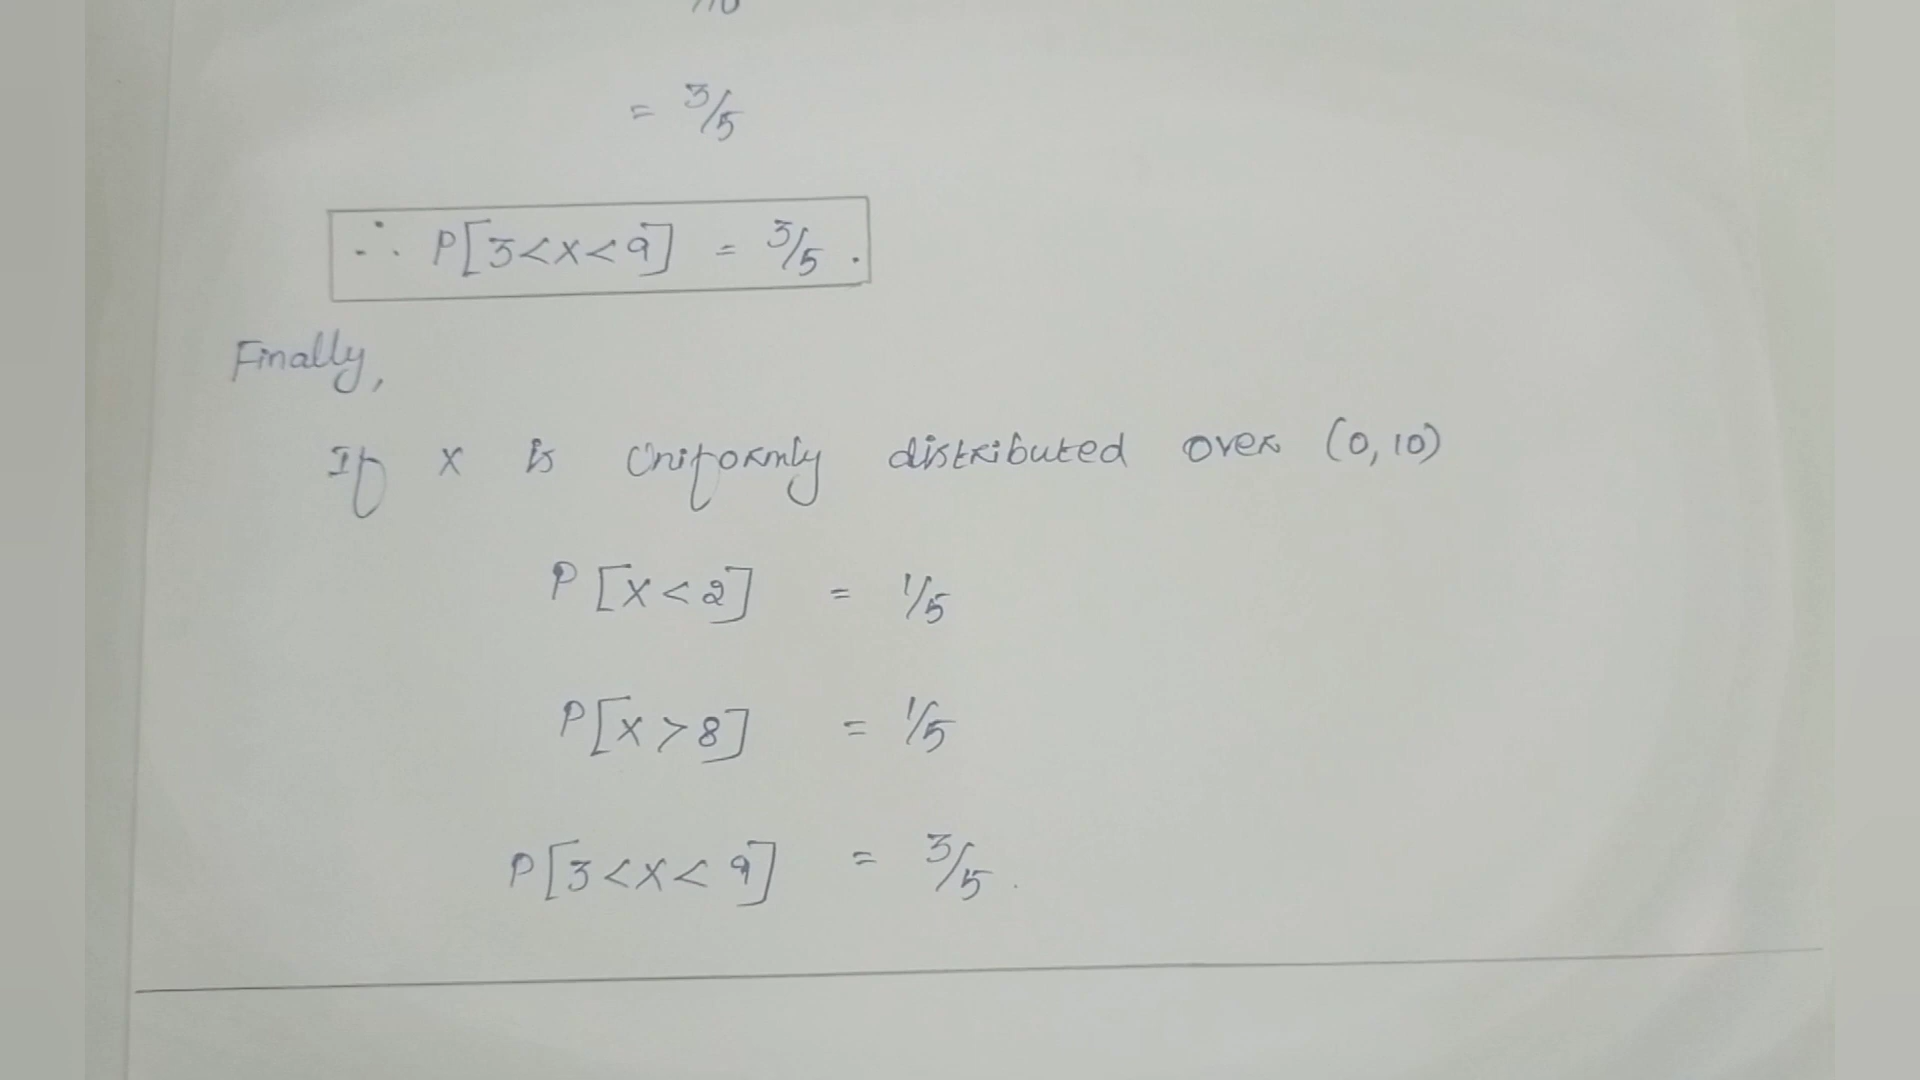 = 3/5
∴ P[3<x<9] = 3/5.
Finally,
If x is Uniformly distributed over (0,10)
P[x<2] = 1/5
P[x>8] = 1/5
P[3<x<9] = 3/5.